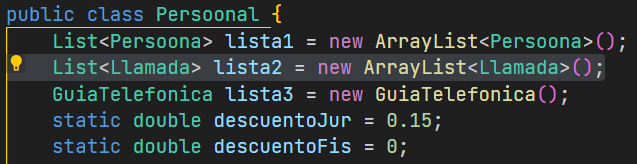 public class Persoonal {
List<Persoona> lista1 = new ArrayList<Persoona>();
List<Llamada> lista2 = new ArrayList<Llamada>();
GuiaTelefonica lista3 = new GuiaTelefonica();
static double descuentoJur = 0.15;
static double descuentoFis = 0;